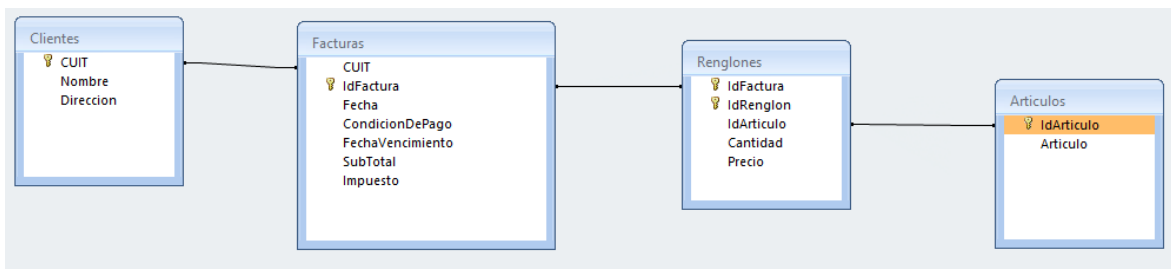 Clientes
CUIT
Nombre
Direccion
Facturas
CUIT
IdFactura
Fecha
CondicionDePago
FechaVencimiento
SubTotal
Impuesto
Renglones
IdFactura
IdRenglon
IdArticulo
Cantidad
Precio
Articulos
IdArticulo
Articulo